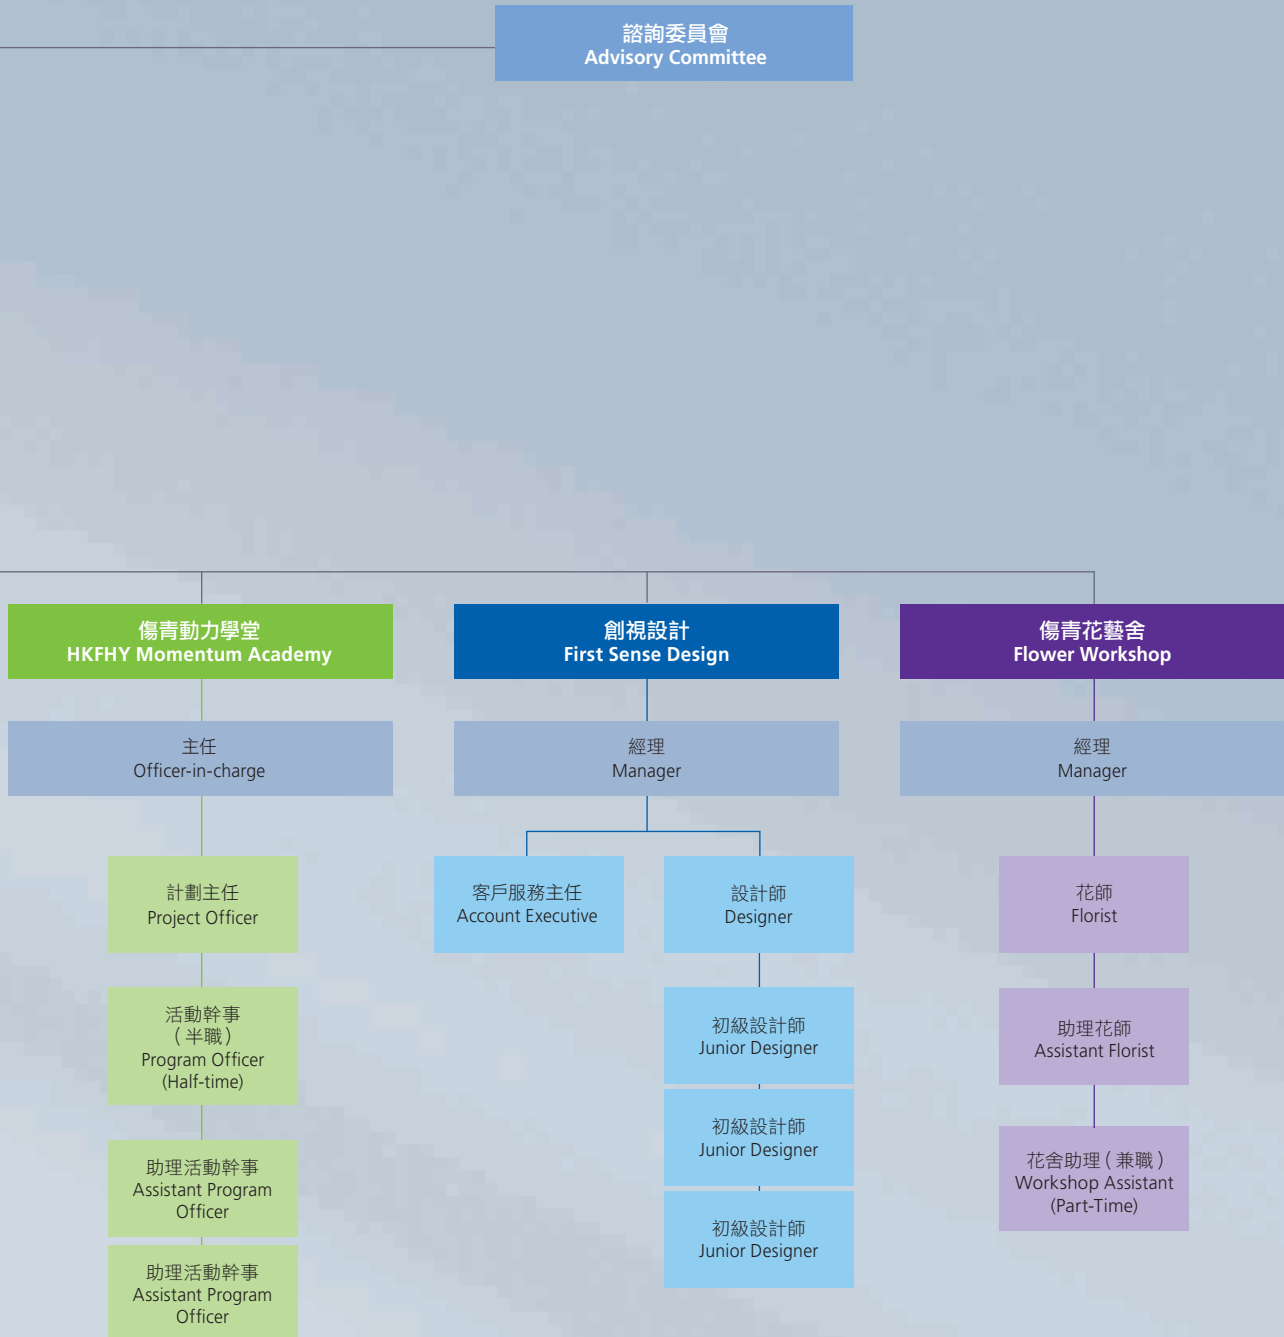 諮詢委員會
Advisory Committee
傷青動力學堂
HKFHY Momentum Academy
主任
Officer-in-charge
計劃主任
Project Officer
活動幹事
（半職）
Program Officer
(Half-time)
助理活動幹事
Assistant Program
Officer
助理活動幹事
Assistant Program
Officer
創視設計
First Sense Design
經理
Manager
客戶服務主任
Account Executive
設計師
Designer
初級設計師
Junior Designer
初級設計師
Junior Designer
初級設計師
Junior Designer
傷青花藝舍
Flower Workshop
經理
Manager
花師
Florist
助理花師
Assistant Florist
花舍助理（兼職）
Workshop Assistant
(Part-Time)